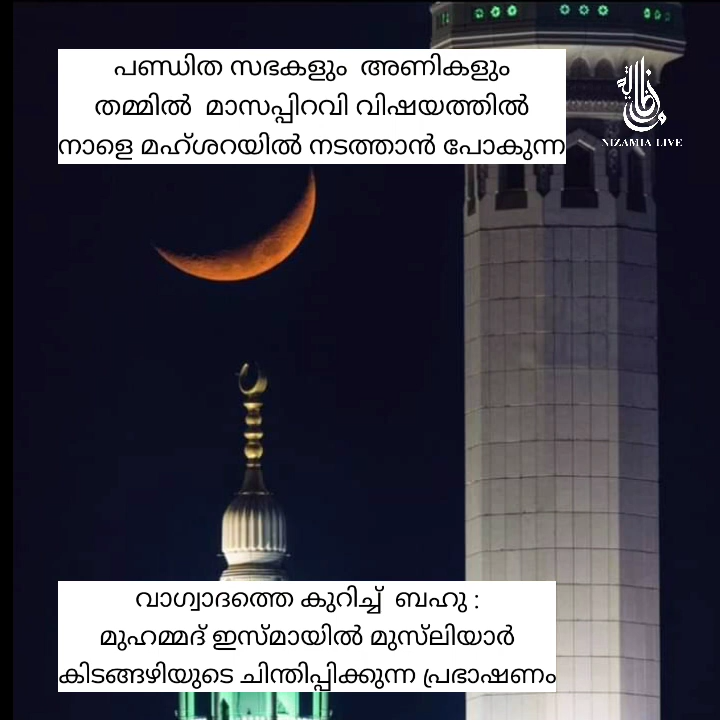 പണ്ഡിത സഭകളും അണികളും
തമ്മിൽ മാസപ്പിറവി വിഷയത്തിൽ
നാളെ മഹ്ശറയിൽ നടത്താൻ പോകുന്ന
NIZAMIA LIVE
വാഗ്വാദത്തെ കുറിച്ച് ബഹു :
മുഹമ്മദ് ഇസ്മായിൽ മുസ്ലിയാർ
കിടങ്ങഴിയുടെ ചിന്തിപ്പിക്കുന്ന പ്രഭാഷണം